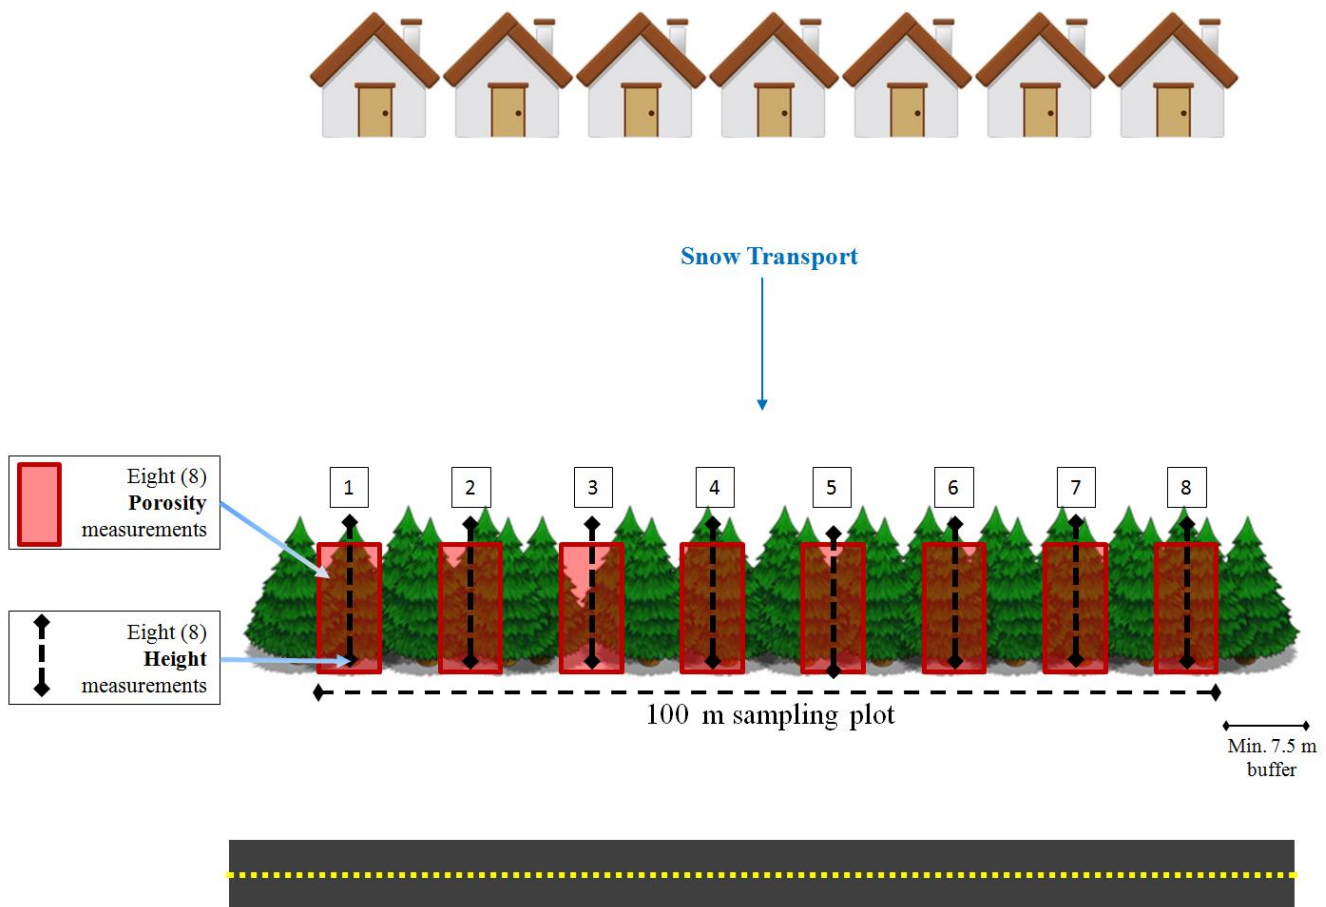 Snow Transport
Eight (8)
Porosity
measurements
1 2 3 4 5 6 7 8
Eight (8)
Height
measurements
100 m sampling plot
Min. 7.5 m
buffer